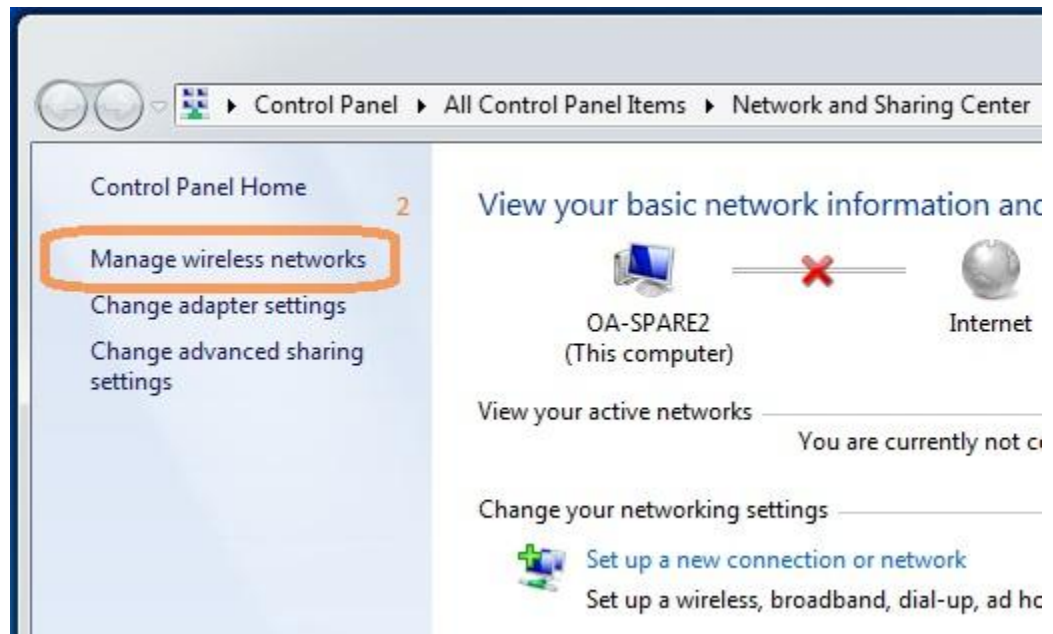 Control Panel ▸ All Control Panel Items ▸ Network and Sharing Center
Control Panel Home
2
Manage wireless networks
Change adapter settings
Change advanced sharing
settings
View your basic network information and
OA-SPARE2
(This computer)
Internet
View your active networks
You are currently not
Change your networking settings
Set up a new connection or network
Set up a wireless, broadband, dial-up, ad